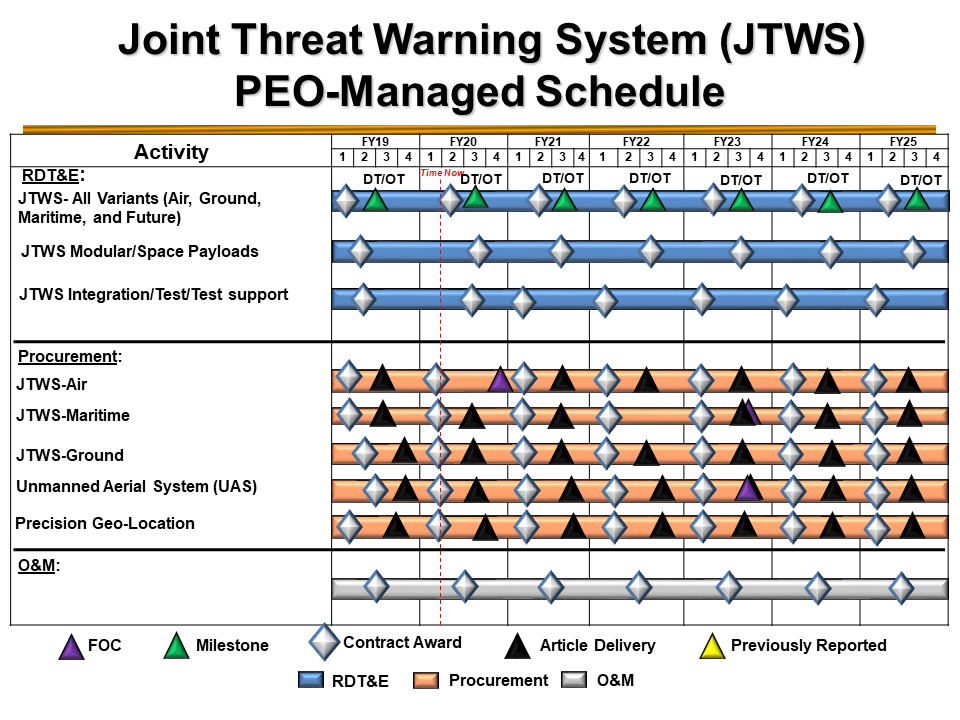 Joint Threat Warning System (JTWS)
PEO-Managed Schedule
Activity
FY19 FY20 FY21 FY22 FY23 FY24 FY25
1 2 3 4 1 2 3 4 1 2 3 4 1 2 3 4 1 2 3 4 1 2 3 4 1 2 3 4
RDT&E:
Time Now
DT/OT DT/OT DT/OT DT/OT DT/OT DT/OT DT/OT
JTWS- All Variants (Air, Ground,
Maritime, and Future)
JTWS Modular/Space Payloads
JTWS Integration/Test/Test support
Procurement:
JTWS-Air
JTWS-Maritime
JTWS-Ground
Unmanned Aerial System (UAS)
Precision Geo-Location
O&M:
FOC Milestone Contract Award Article Delivery Previously Reported
RDT&E Procurement O&M